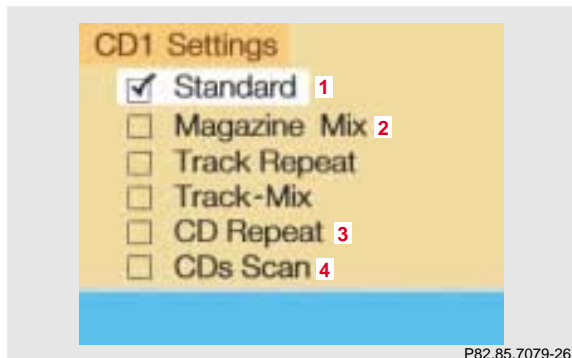 CD1 Settings
Standard 1
Magazine Mix 2
Track Repeat
Track-Mix
CD Repeat 3
CDs Scan 4
P82.85.7079-26